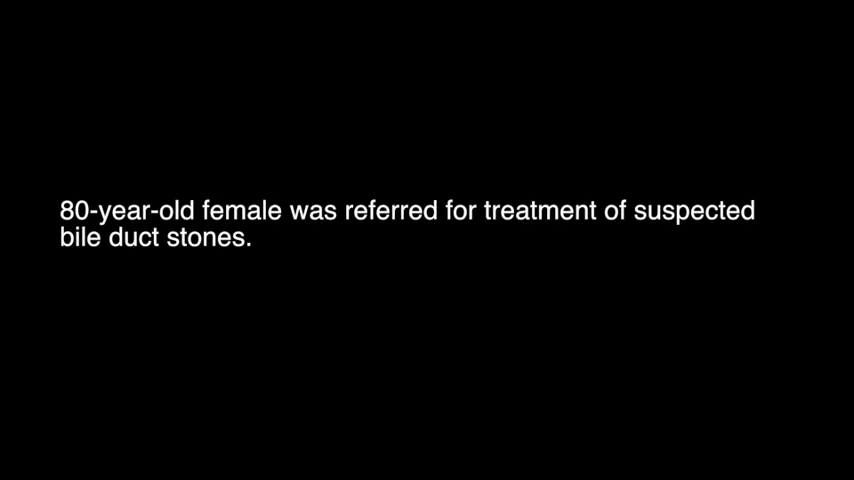 80-year-old female was referred for treatment of suspected
bile duct stones.